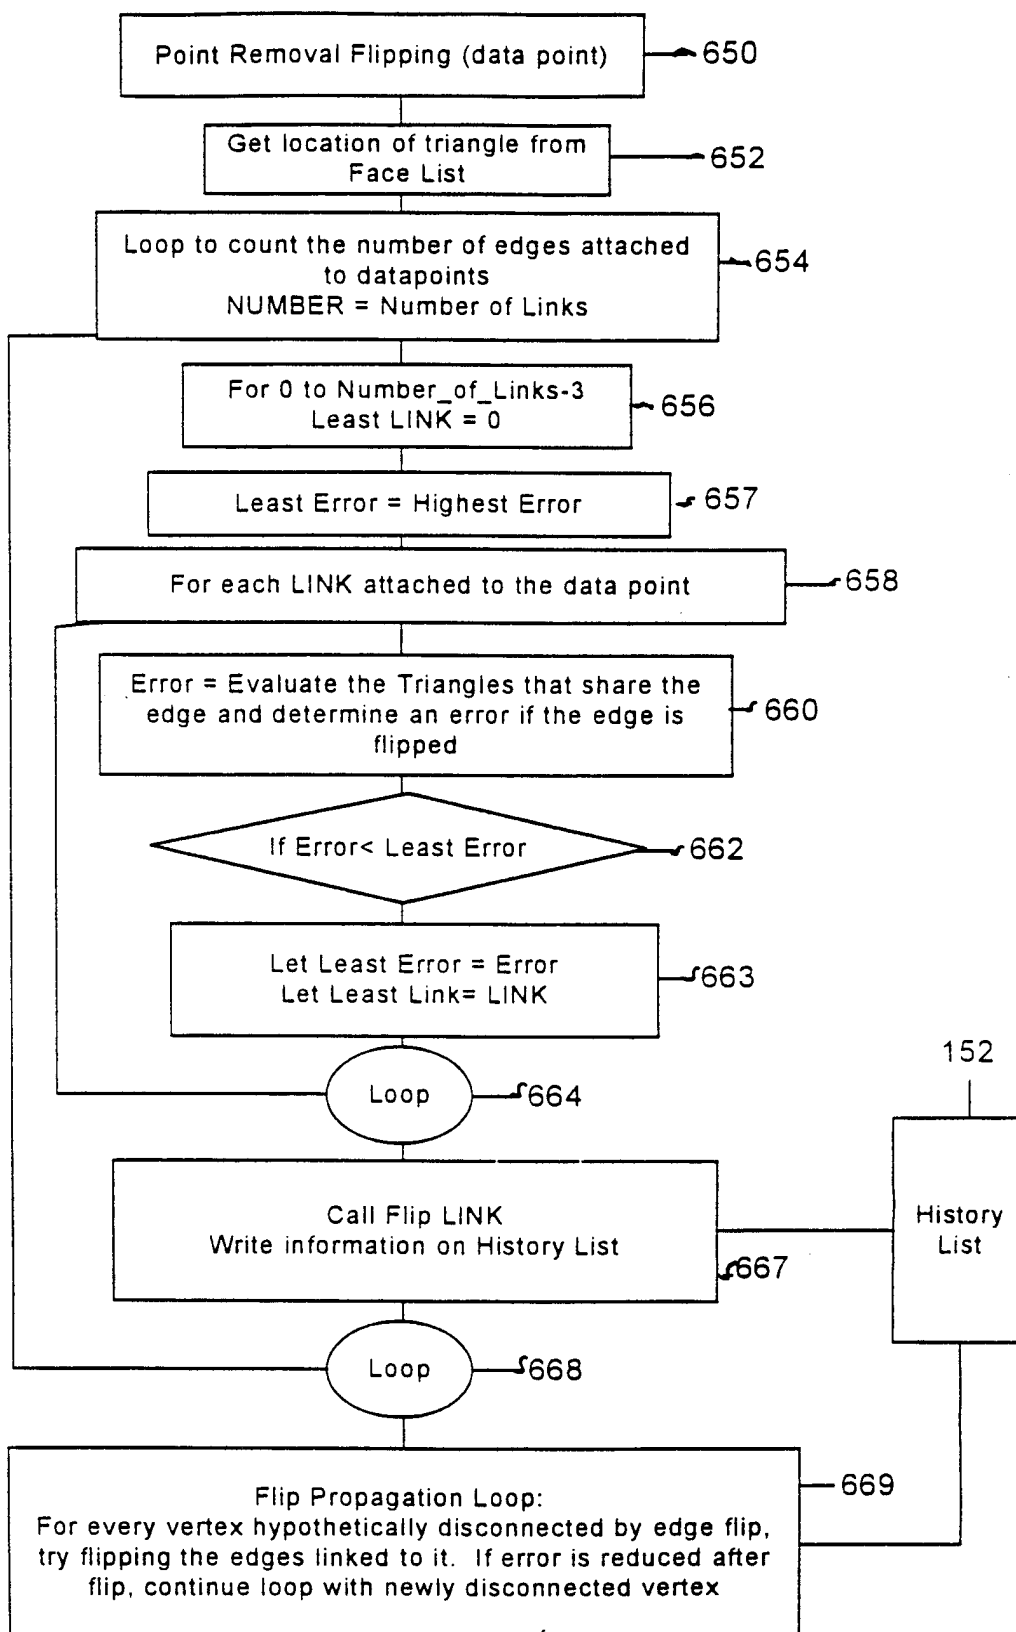 Point Removal Flipping (data point)
650
Get location of triangle from
Face List
652
Loop to count the number of edges attached
to datapoints
NUMBER = Number of Links
654
For 0 to Number_of_Links-3
Least LINK = 0
656
Least Error = Highest Error
657
For each LINK attached to the data point
658
Error = Evaluate the Triangles that share the
edge and determine an error if the edge is
flipped
660
If Error< Least Error
662
Let Least Error = Error
Let Least Link= LINK
663
Loop
664
152
History
List
Call Flip LINK
Write information on History List
667
Loop
668
Flip Propagation Loop:
For every vertex hypothetically disconnected by edge flip,
try flipping the edges linked to it. If error is reduced after
flip, continue loop with newly disconnected vertex
669